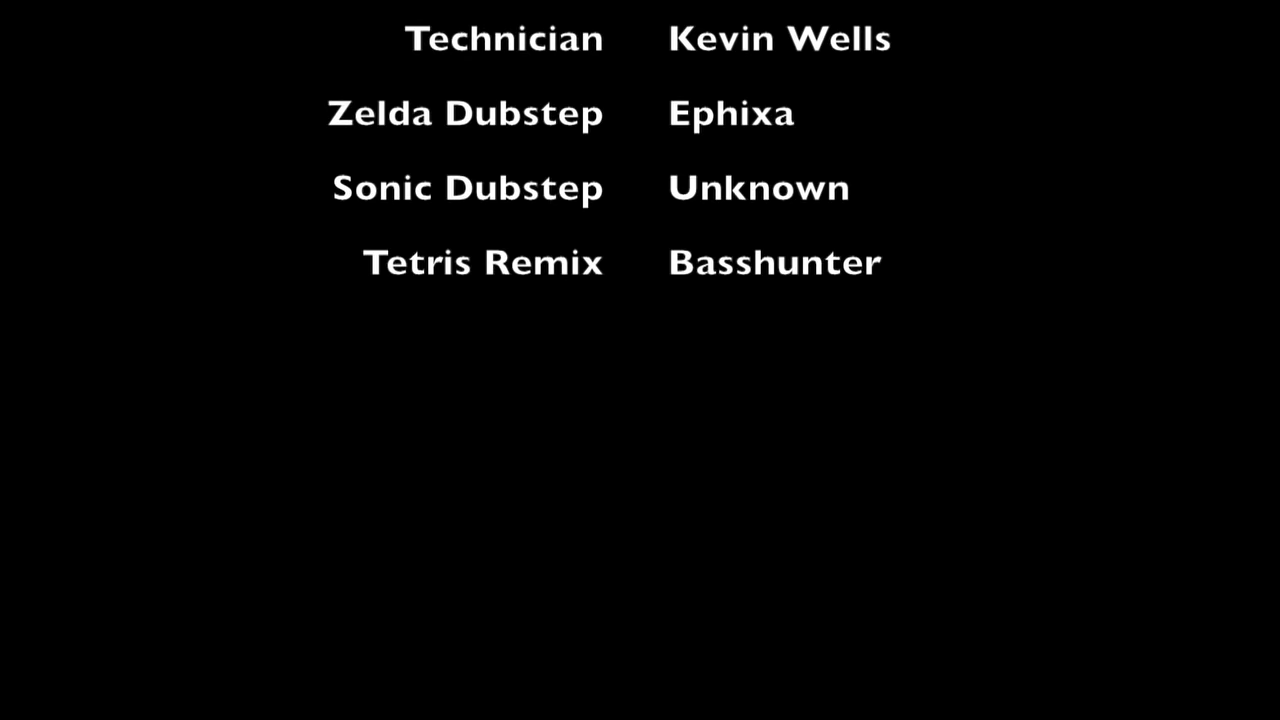 Technician Kevin Wells
Zelda Dubstep Ephixa
Sonic Dubstep Unknown
Tetris Remix Basshunter